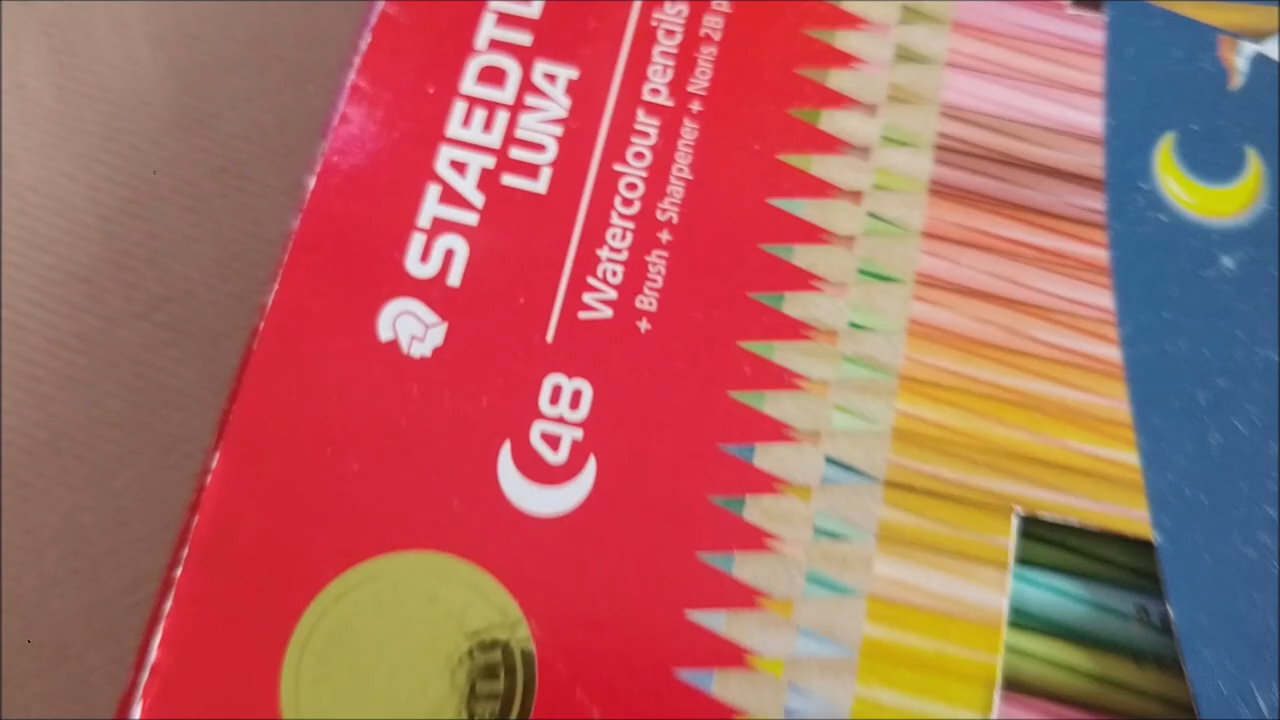 STAEDTL
LUNA
48
Watercolour pencils
+ Brush + Sharpener + Noris 2B p